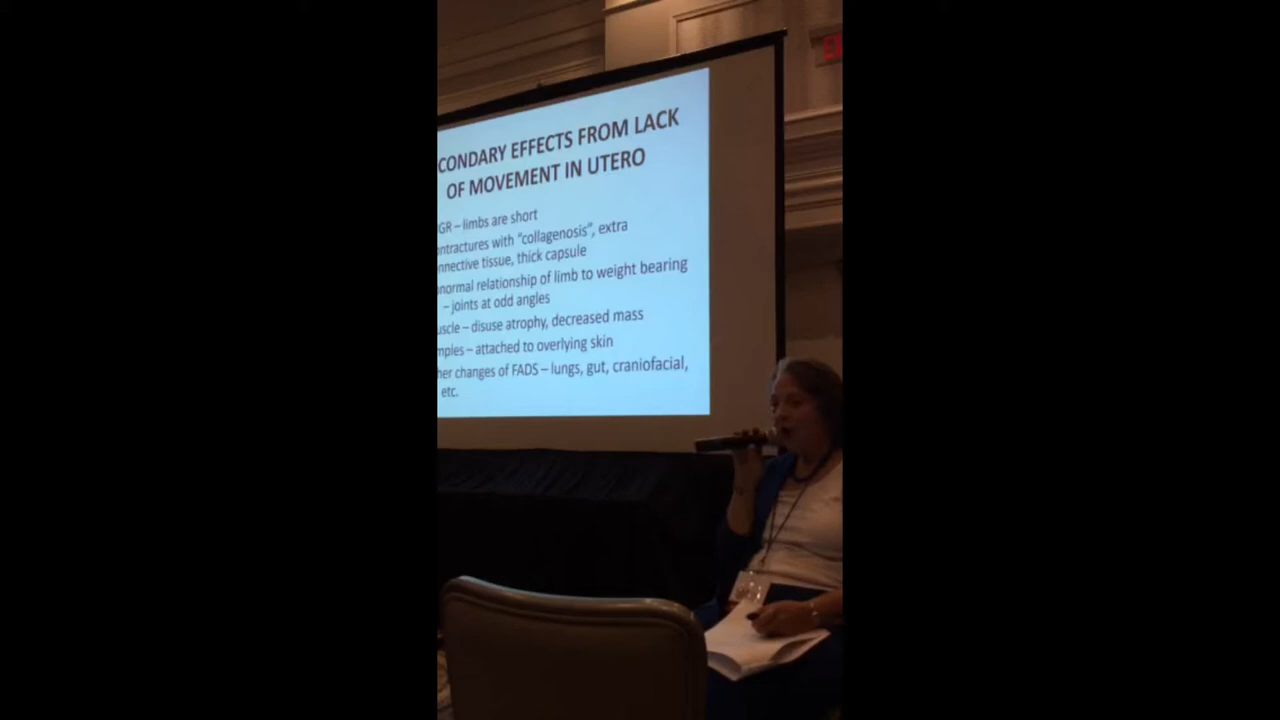 CONDARY EFFECTS FROM LACK
OF MOVEMENT IN UTERO
GR – limbs are short
ontractures with “collagenosis”, extra
nnective tissue, thick capsule
normal relationship of limb to weight bearing
– joints at odd angles
uscle – disuse atrophy, decreased mass
mples – attached to overlying skin
her changes of FADS – lungs, gut, craniofacial,
etc.